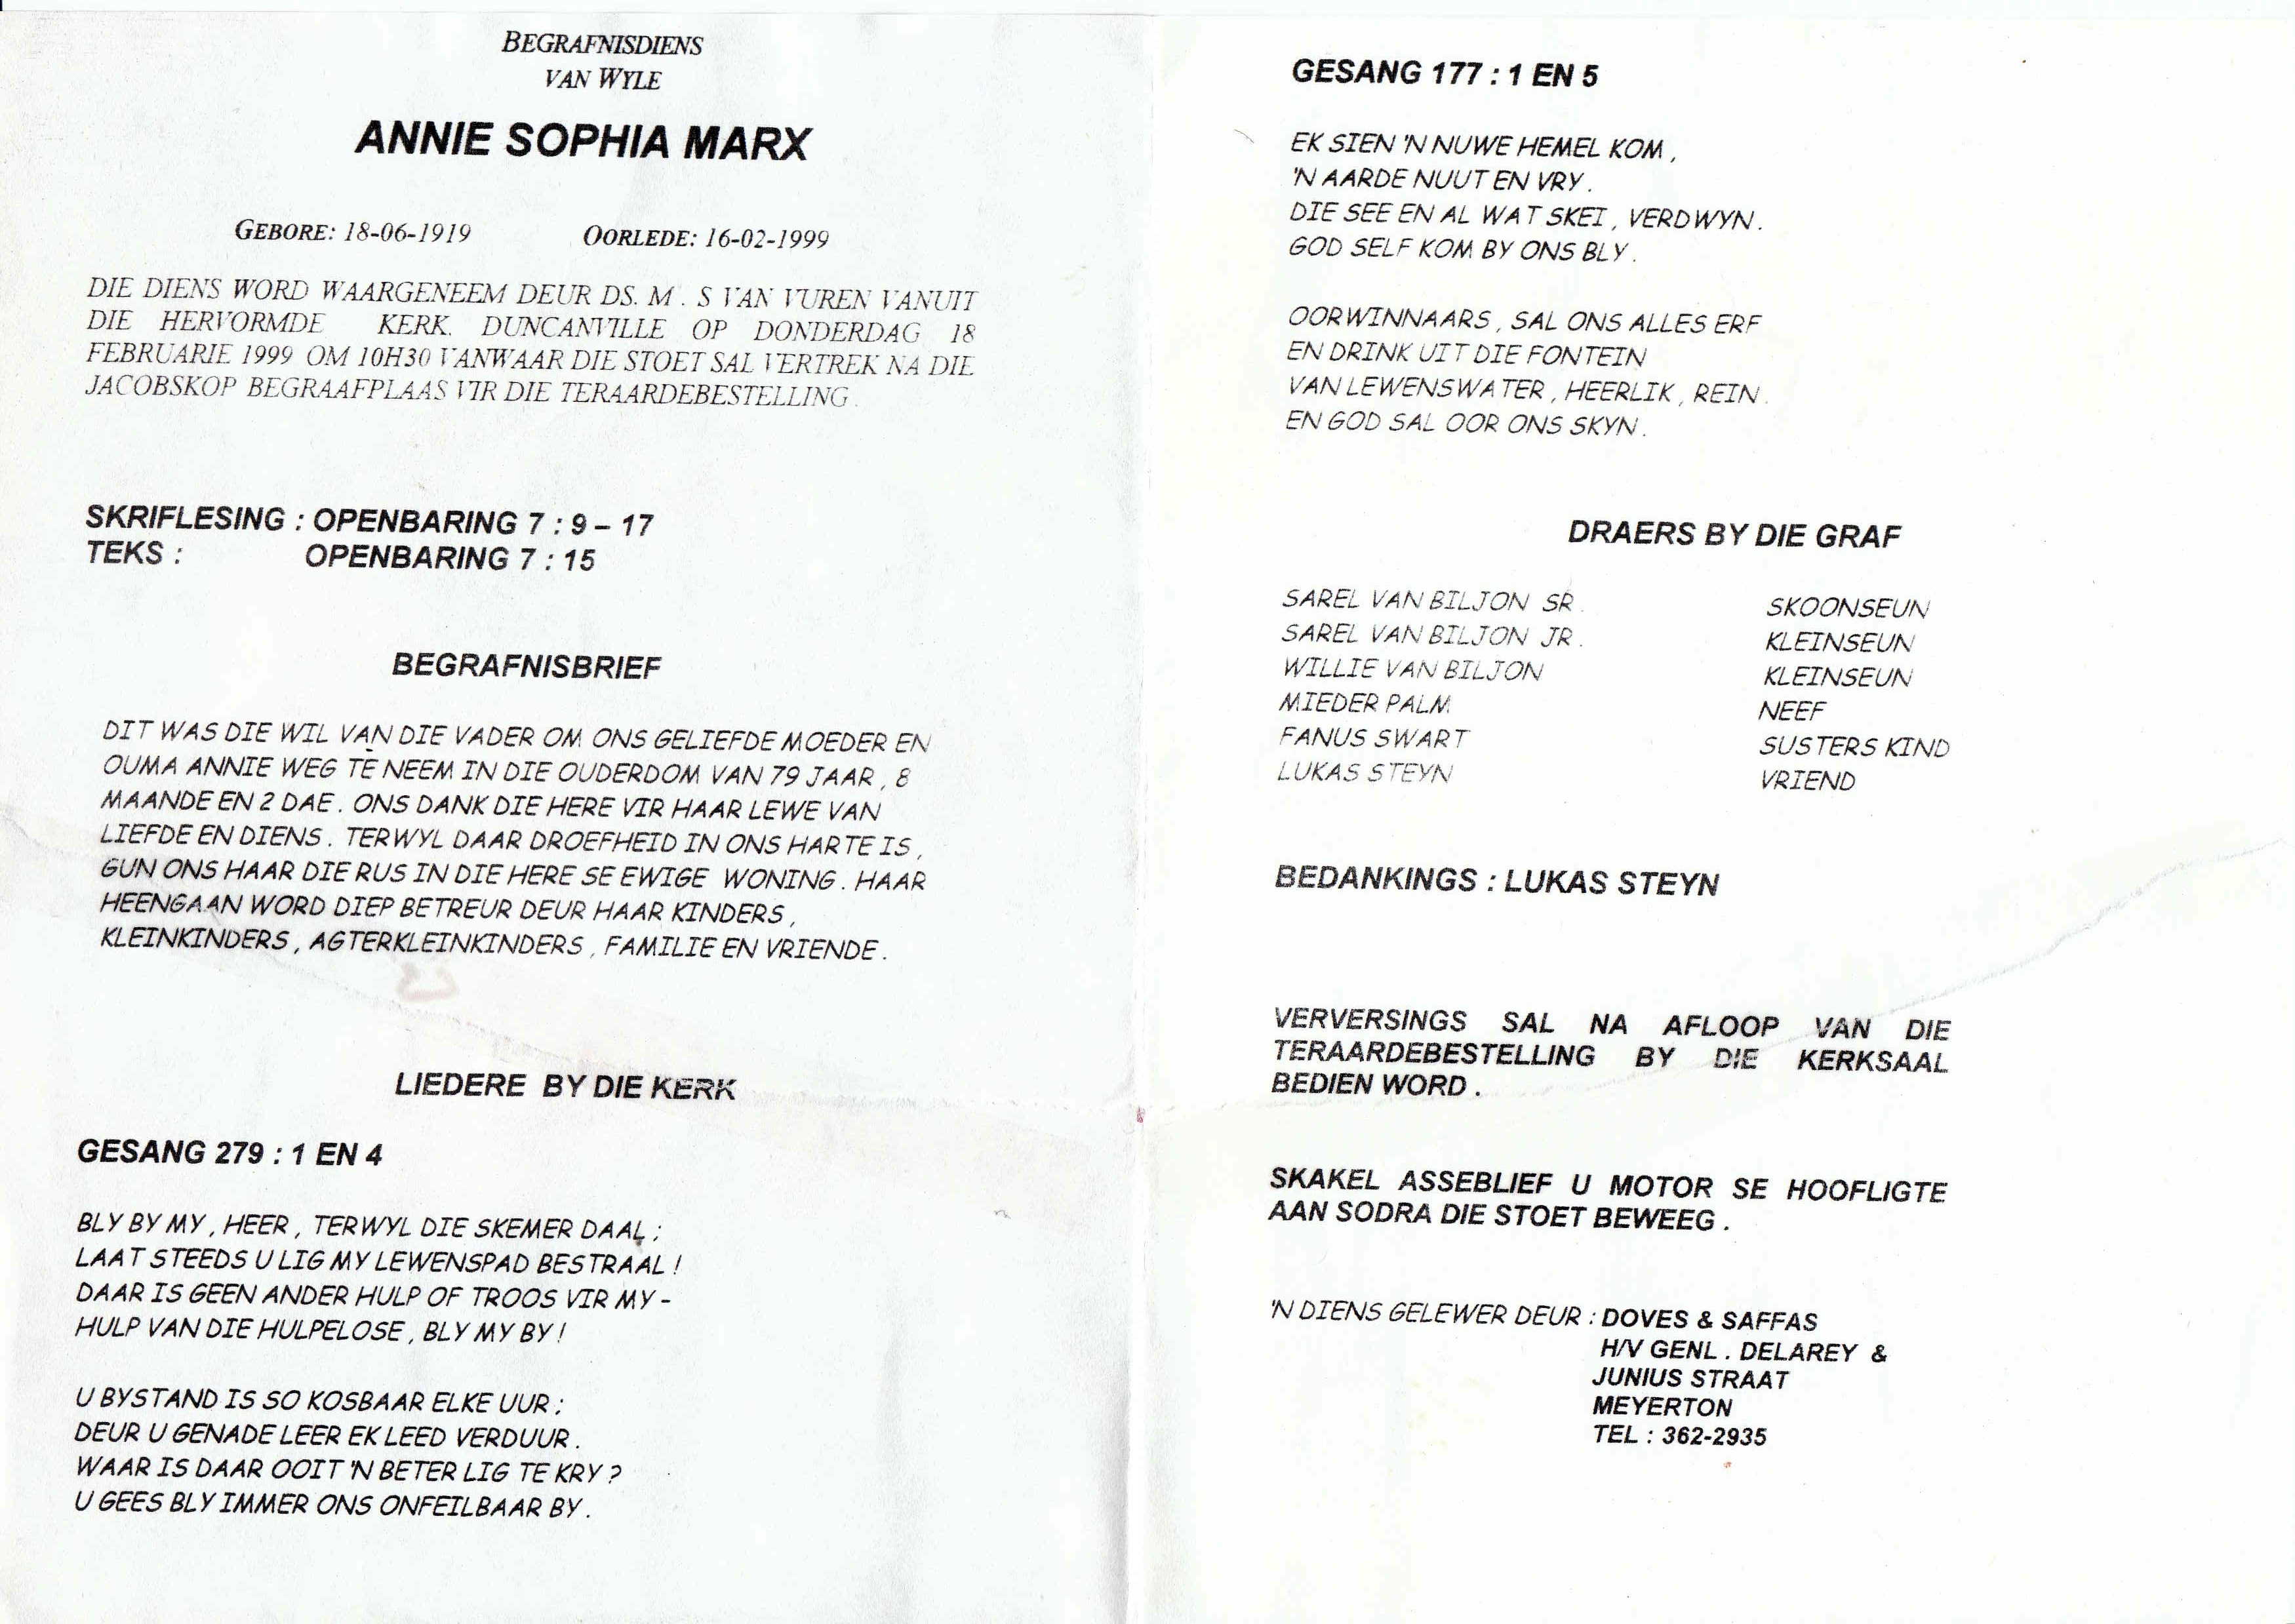 BEGRAFNISDIENS
VAN WYLE
ANNIE SOPHIA MARX
GEBORE: 18-06-1919 OORLEDE: 16-02-1999
DIE DIENS WORD WAARGENEEM DEUR DS. M . S VAN VUREN VANUIT
DIE HERVORMDE KERK. DUNCANVILLE OP DONDERDAG 18
FEBRUARIE 1999 OM 10H30 VANWAAR DIE STOET SAL VERTREK NA DIE
JACOBSKOP BEGRAAFPLAAS VIR DIE TERAARDEBESTELLING .
SKRIFLESING : OPENBARING 7 : 9 – 17
TEKS : OPENBARING 7 : 15
BEGRAFNISBRIEF
DIT WAS DIE WIL VAN DIE VADER OM ONS GELIEFDE MOEDER EN
OUMA ANNIE WEG TE NEEM IN DIE OUDERDOM VAN 79 JAAR , 8
MAANDE EN 2 DAE . ONS DANK DIE HERE VIR HAAR LEWE VAN
LIEFDE EN DIENS . TERWYL DAAR DROEFHEID IN ONS HARTE IS ,
GUN ONS HAAR DIE RUS IN DIE HERE SE EWIGE WONING . HAAR
HEENGAAN WORD DIEP BETREUR DEUR HAAR KINDERS ,
KLEINKINDERS , AGTERKLEINKINDERS , FAMILIE EN VRIENDE .
LIEDERE BY DIE KERK
GESANG 279 : 1 EN 4
BLY BY MY , HEER , TERWYL DIE SKEMER DAAL ;
LAAT STEEDS U LIG MY LEWENSPAD BESTRAAL !
DAAR IS GEEN ANDER HULP OF TROOS VIR MY -
HULP VAN DIE HULPELOSE , BLY MY BY !
U BYSTAND IS SO KOSBAAR ELKE UUR ;
DEUR U GENADE LEER EK LEED VERDUUR .
WAAR IS DAAR OOIT 'N BETER LIG TE KRY ?
U GEES BLY IMMER ONS ONFEILBAAR BY .
GESANG 177 : 1 EN 5
EK SIEN 'N NUWE HEMEL KOM ,
'N AARDE NUUT EN VRY .
DIE SEE EN AL WAT SKEI , VERDWYN .
GOD SELF KOM BY ONS BLY .
OORWINNAARS , SAL ONS ALLES ERF
EN DRINK UIT DIE FONTEIN
VAN LEWENSWATER , HEERLIK , REIN .
EN GOD SAL OOR ONS SKYN .
DRAERS BY DIE GRAF
SAREL VAN BILJON SR . SKOONSEUN
SAREL VAN BILJON JR . KLEINSEUN
WILLIE VAN BILJON KLEINSEUN
MIEDER PALM NEEF
FANUS SWART SUSTERS KIND
LUKAS STEYN VRIEND
BEDANKINGS : LUKAS STEYN
VERVERSINGS SAL NA AFLOOP VAN DIE
TERAARDEBESTELLING BY DIE KERKSAAL
BEDIEN WORD .
SKAKEL ASSEBLIEF U MOTOR SE HOOFLIGTE
AAN SODRA DIE STOET BEWEEG .
'N DIENS GELEWER DEUR : DOVES & SAFFAS
H/V GENL . DELAREY &
JUNIUS STRAAT
MEYERTON
TEL : 362-2935